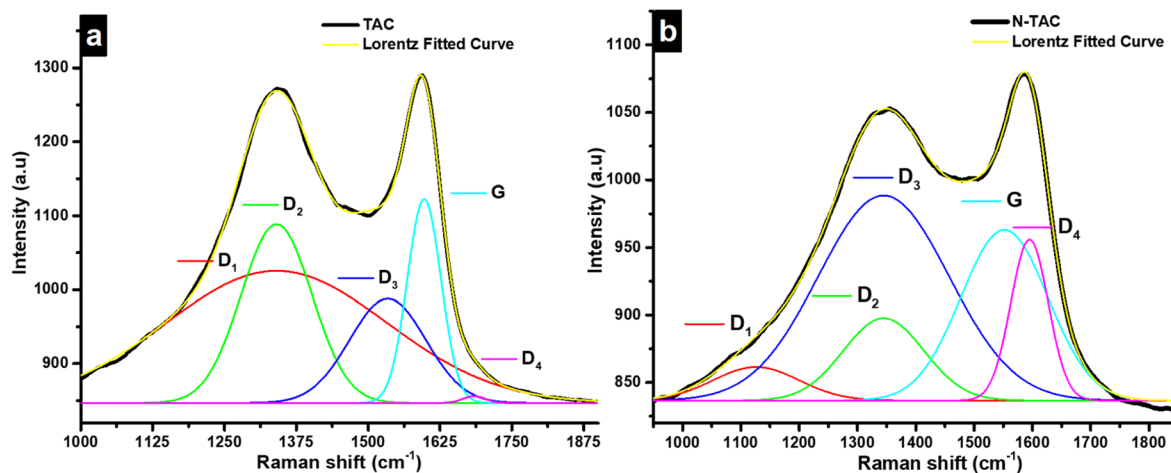 a
TAC
Lorentz Fitted Curve
D1
D2
D3
G
D4
1300
1200
1100
1000
900
Intensity (a.u)
1000 1125 1250 1375 1500 1625 1750 1875
Raman shift (cm-1)
b
N-TAC
Lorentz Fitted Curve
D3
G
D4
D2
D1
1100
1050
1000
950
900
850
Intensity (a.u)
1000 1100 1200 1300 1400 1500 1600 1700 1800
Raman shift (cm-1)